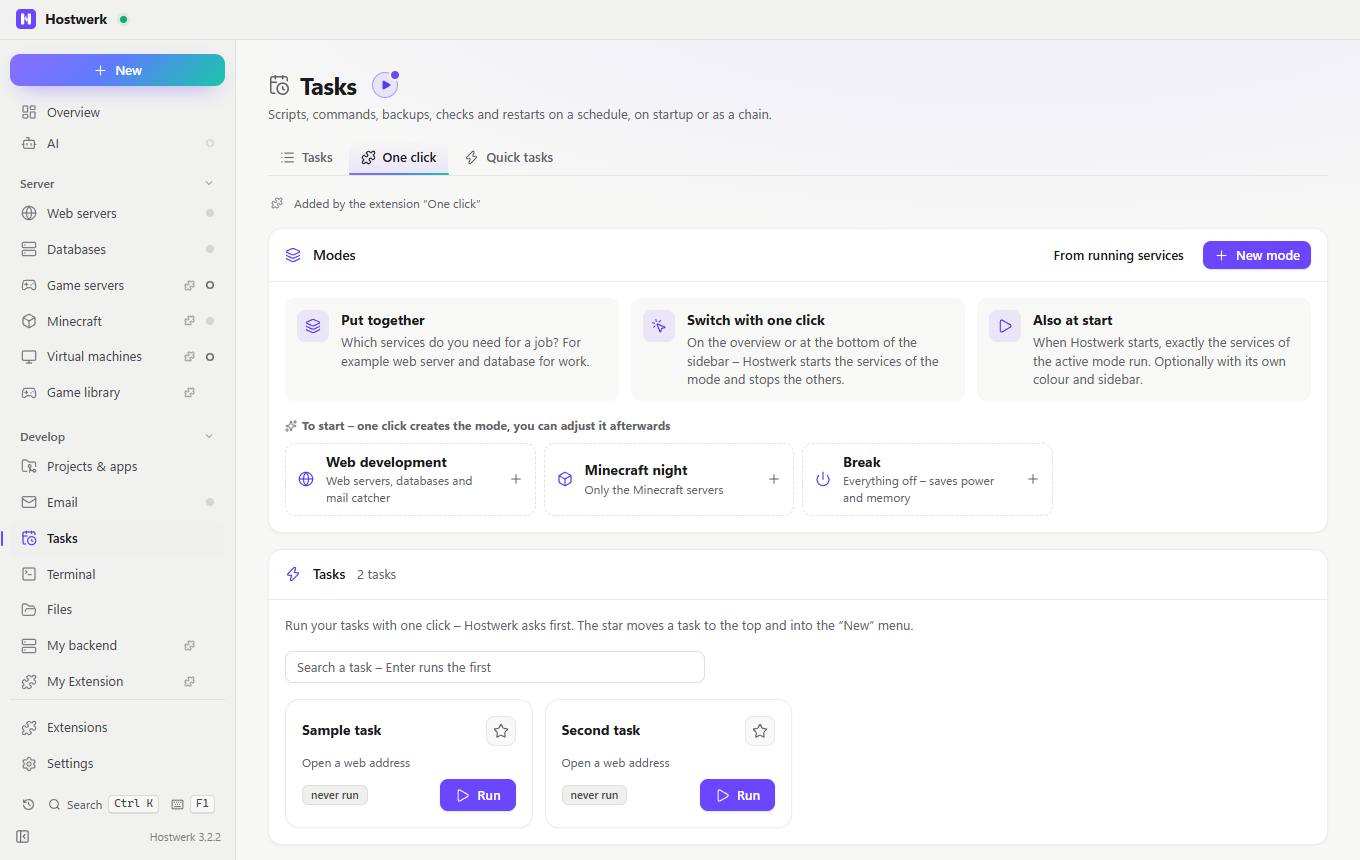 Hostwerk
New
Overview
AI
Server
Web servers
Databases
Game servers
Minecraft
Virtual machines
Game library
Develop
Projects & apps
Email
Tasks
Terminal
Files
My backend
My Extension
Extensions
Settings
Search Ctrl K F1
Hostwerk 3.2.2
Tasks
Scripts, commands, backups, checks and restarts on a schedule, on startup or as a chain.
Tasks One click Quick tasks
Added by the extension “One click”
Modes From running services New mode
Put together
Which services do you need for a job? For
example web server and database for work.
Switch with one click
On the overview or at the bottom of the
sidebar – Hostwerk starts the services of the
mode and stops the others.
Also at start
When Hostwerk starts, exactly the services of
the active mode run. Optionally with its own
colour and sidebar.
To start – one click creates the mode, you can adjust it afterwards
Web development
Web servers, databases and
mail catcher
Minecraft night
Only the Minecraft servers
Break
Everything off – saves power
and memory
Tasks 2 tasks
Run your tasks with one click – Hostwerk asks first. The star moves a task to the top and into the “New” menu.
Search a task – Enter runs the first
Sample task
Open a web address
never run Run
Second task
Open a web address
never run Run